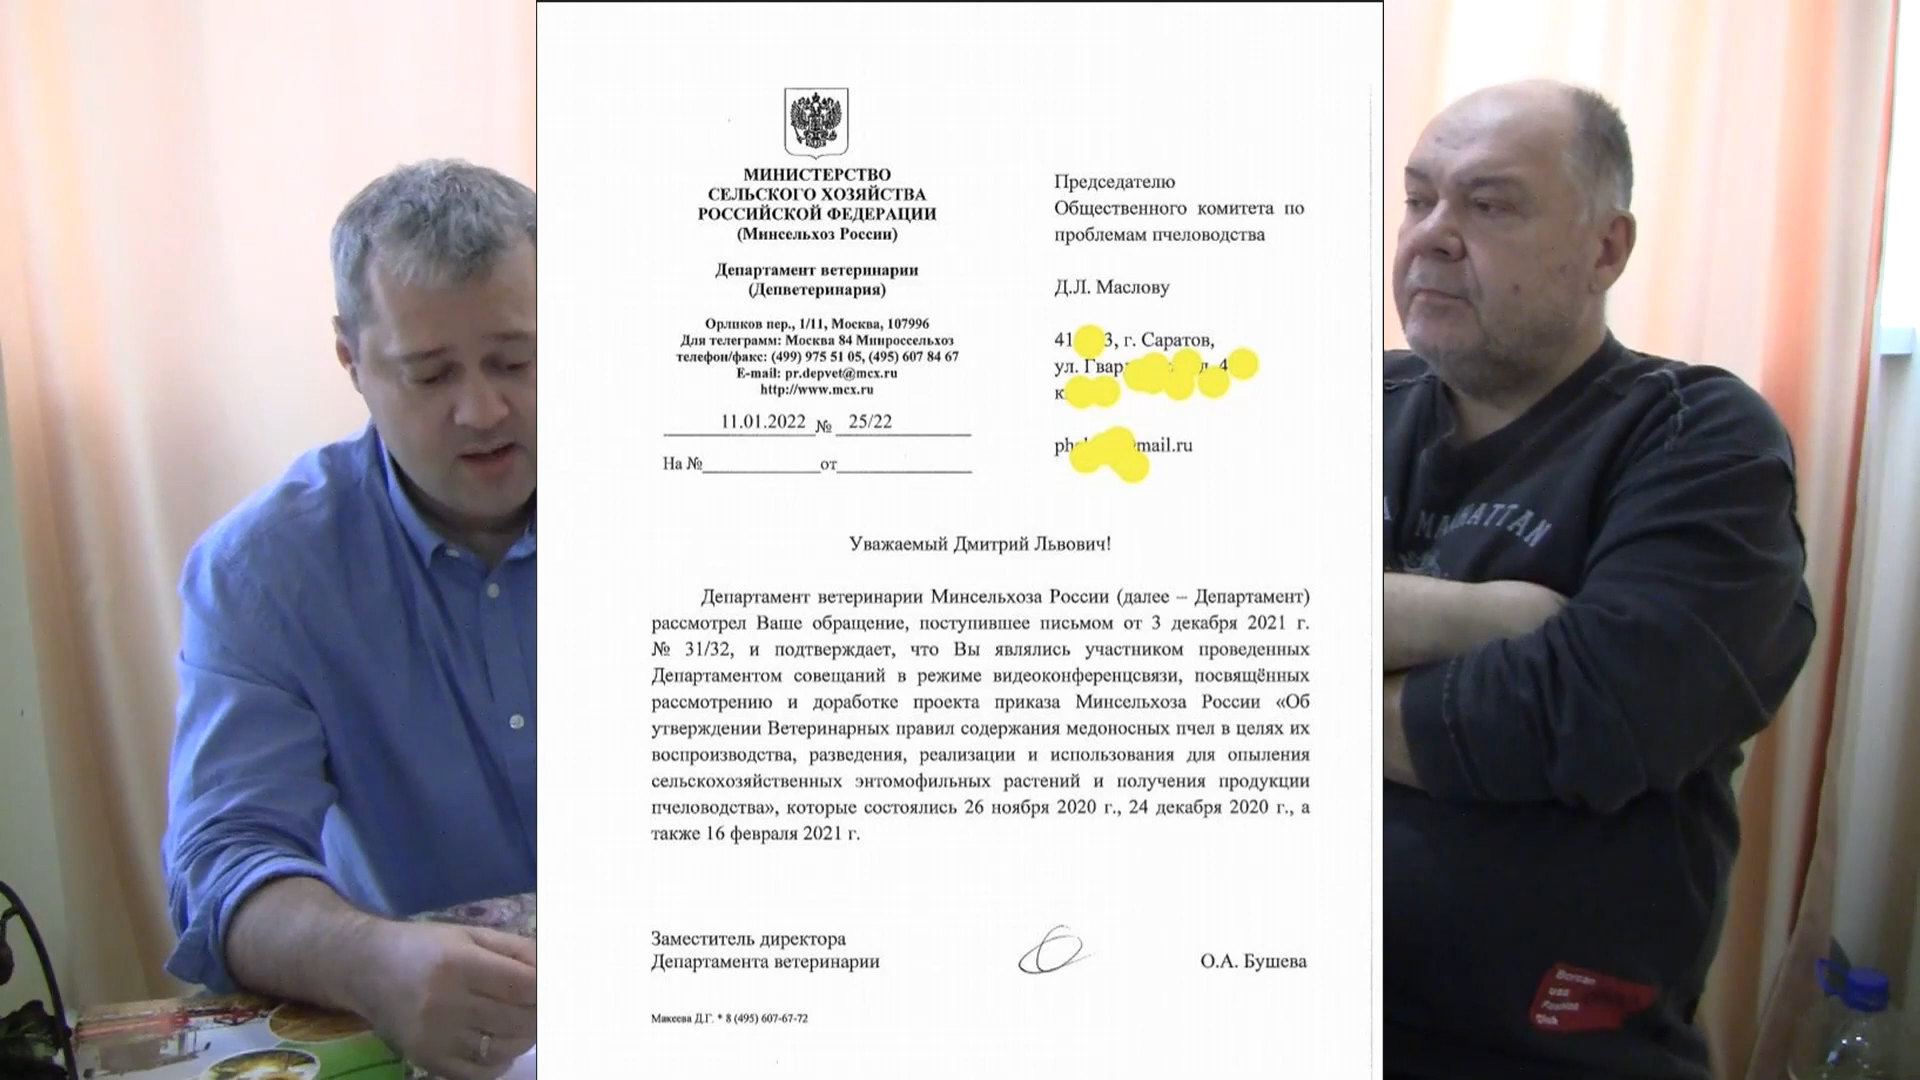 МИНИСТЕРСТВО
СЕЛЬСКОГО ХОЗЯЙСТВА
РОССИЙСКОЙ ФЕДЕРАЦИИ
(Минсельхоз России)
Департамент ветеринарии
(Депветеринария)
Орликов пер., 1/11, Москва, 107996
Для телеграмм: Москва 84 Минроссельхоз
телефон/факс: (499) 975 51 05, (495) 607 84 67
E-mail: pr.depvet@mcx.ru
http://www.mcx.ru
11.01.2022 № 25/22
На № от
Председателю
Общественного комитета по
проблемам пчеловодства
Д.Л. Маслову
41 3, г. Саратов,
ул. Гвар д. 4
к
ph mail.ru
Уважаемый Дмитрий Львович!
Департамент ветеринарии Минсельхоза России (далее – Департамент)
рассмотрел Ваше обращение, поступившее письмом от 3 декабря 2021 г.
№ 31/32, и подтверждает, что Вы являлись участником проведенных
Департаментом совещаний в режиме видеоконференцсвязи, посвящённых
рассмотрению и доработке проекта приказа Минсельхоза России «Об
утверждении Ветеринарных правил содержания медоносных пчел в целях их
воспроизводства, разведения, реализации и использования для опыления
сельскохозяйственных энтомофильных растений и получения продукции
пчеловодства», которые состоялись 26 ноября 2020 г., 24 декабря 2020 г., а
также 16 февраля 2021 г.
Заместитель директора
Департамента ветеринарии
О.А. Бушева
Макеева Д.Г. * 8 (495) 607-67-72
MANHATTAN